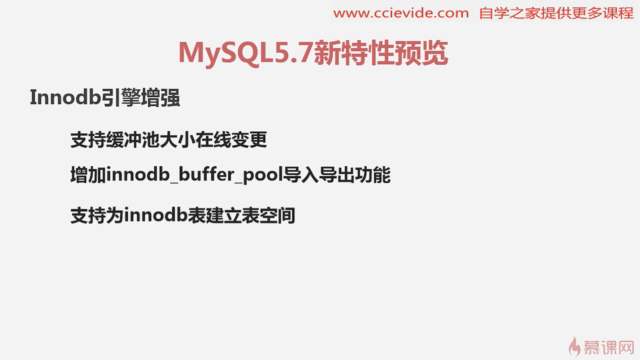 www.ccievide.com 自学之家提供更多课程
MySQL5.7新特性预览
Innodb引擎增强
支持缓冲池大小在线变更
增加innodb_buffer_pool导入导出功能
支持为innodb表建立表空间
慕课网